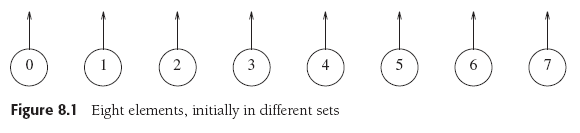 0 1 2 3 4 5 6 7
Figure 8.1 Eight elements, initially in different sets